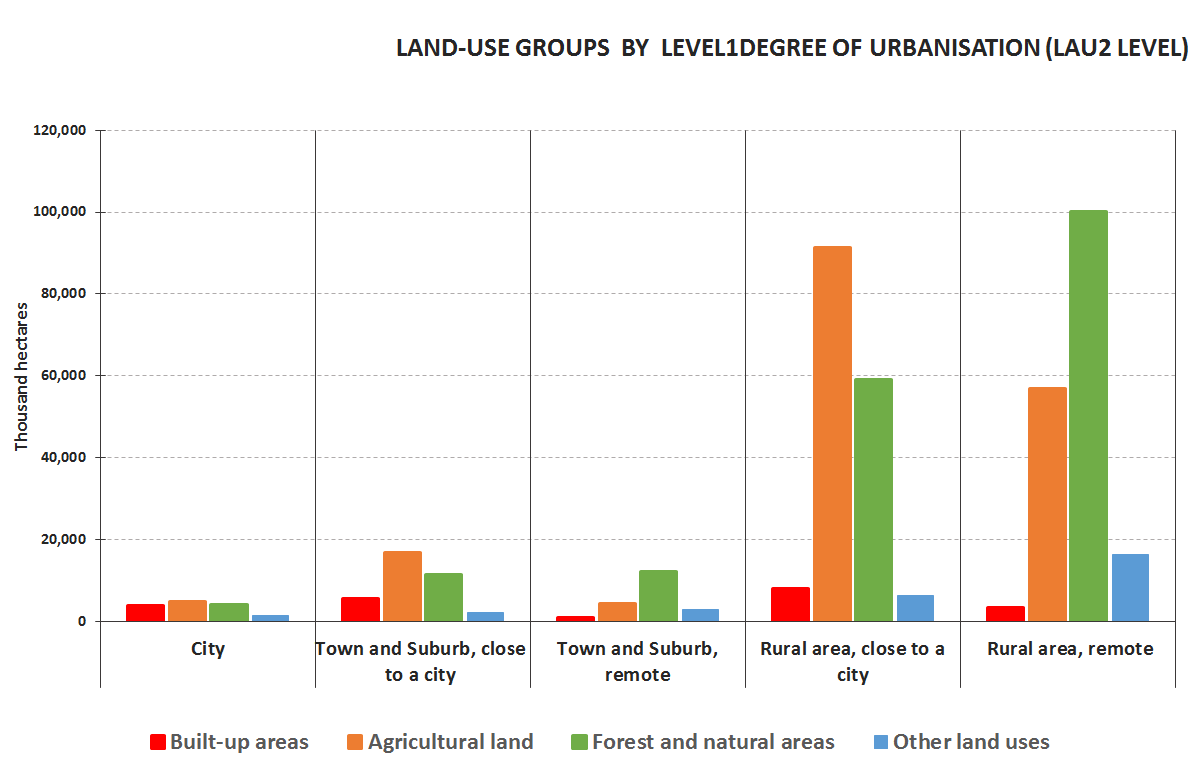 LAND-USE GROUPS BY LEVEL1DEGREE OF URBANISATION (LAU2 LEVEL)
120,000
100,000
80,000
60,000
40,000
20,000
0
Thousand hectares
City
Town and Suburb, close
to a city
Town and Suburb,
remote
Rural area, close to a
city
Rural area, remote
Built-up areas
Agricultural land
Forest and natural areas
Other land uses